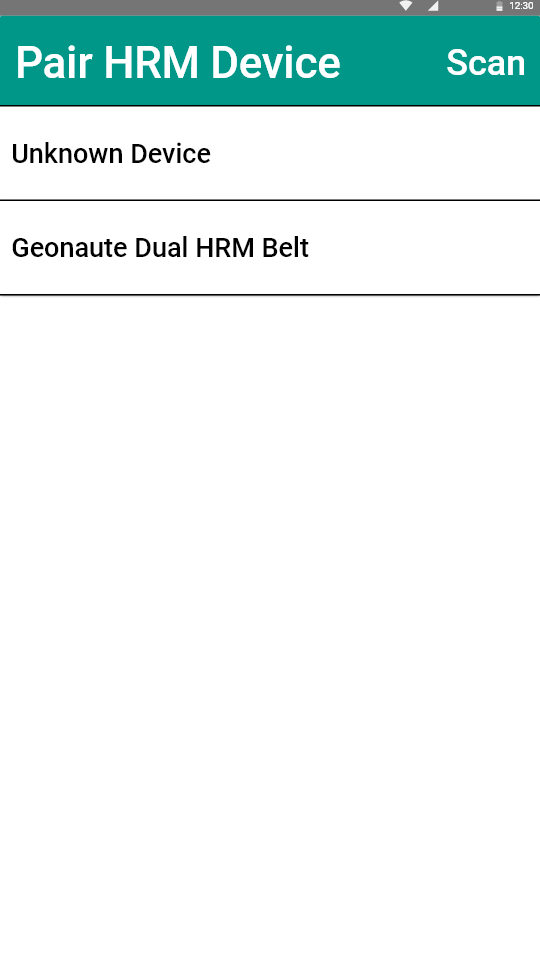 12:30
Pair HRM Device Scan
Unknown Device
Geonaute Dual HRM Belt